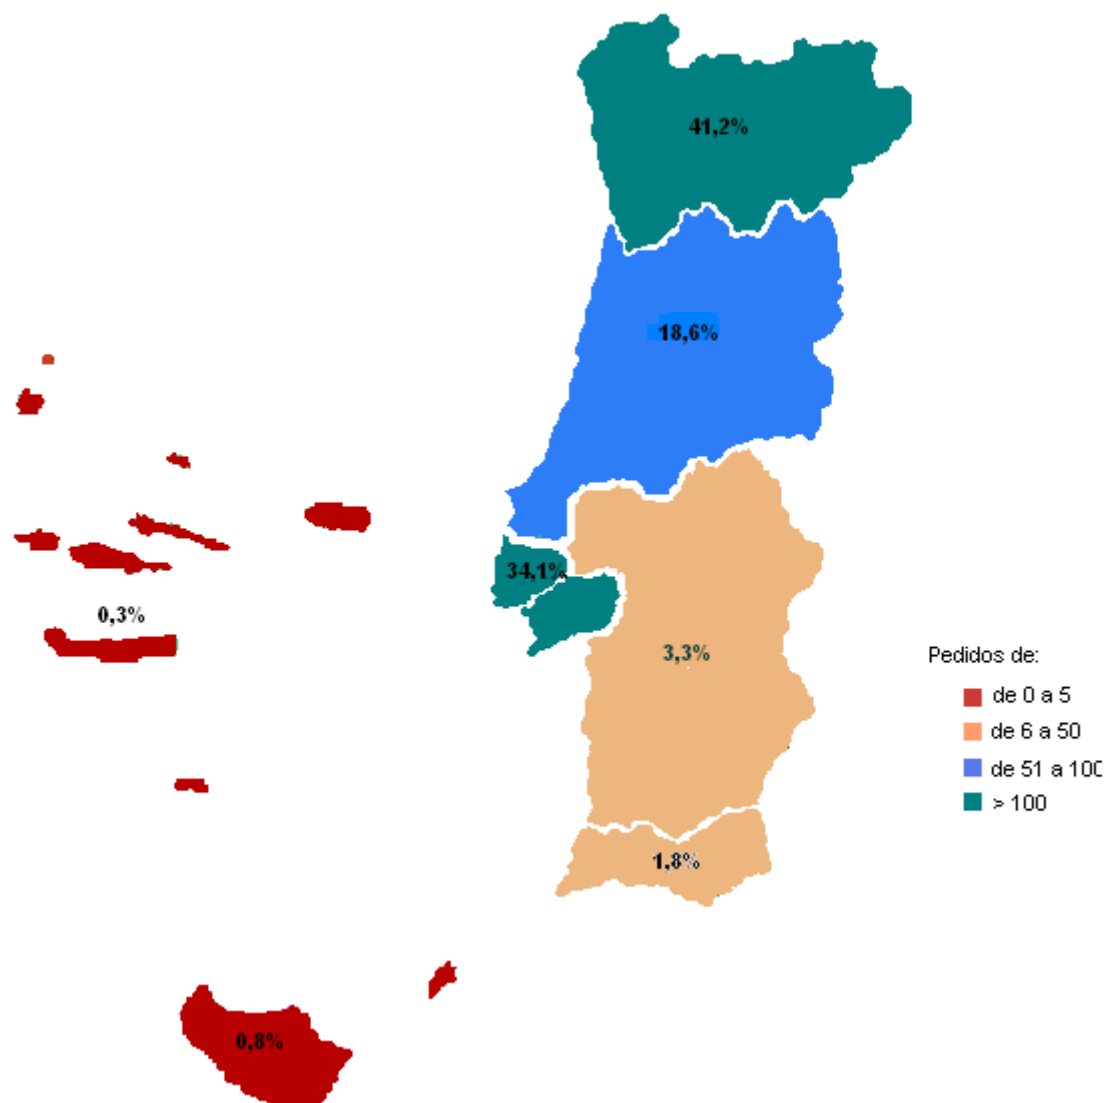 41,2%
18,6%
34,1%
0,3%
3,3%
Pedidos de:
de 0 a 5
de 6 a 50
de 51 a 100
> 100
1,8%
0,8%